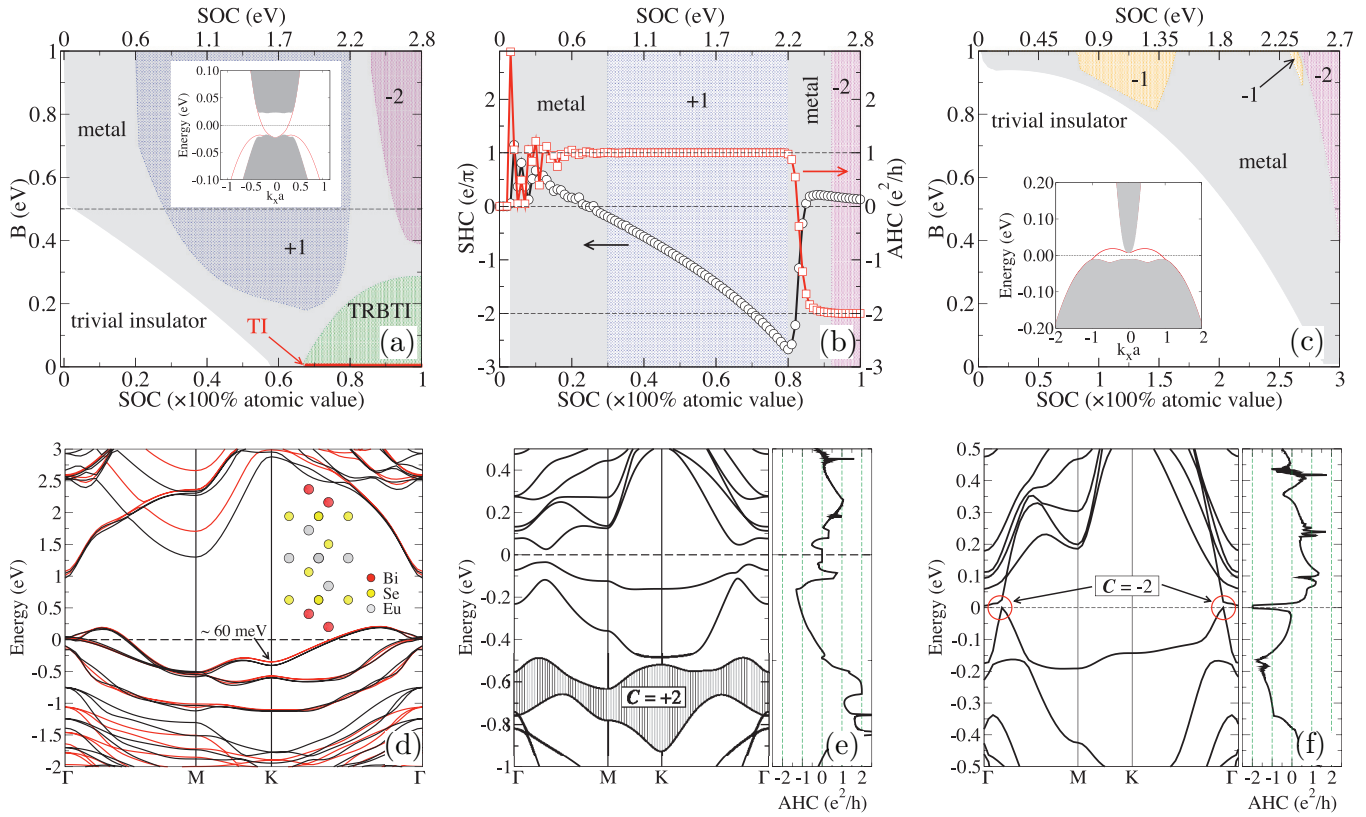 SOC (eV)
0 0.6 1.1 1.7 2.2 2.8
B (eV)
1
0.8
0.6
0.4
0.2
0
metal
+1
-2
trivial insulator
TI
TRBTI
(a)
Energy (eV)
0.10
0.05
0.00
-0.05
-0.10
-1 -0.5 0 0.5 1
kxa
0 0.2 0.4 0.6 0.8 1
SOC (×100% atomic value)
SOC (eV)
0 0.6 1.1 1.7 2.2 2.8
SHC (e/π)
2
1
0
-1
-2
-3
metal
+1
metal
-2
(b)
2
1
0
-1
-2
-3
AHC (e²/h)
0 0.2 0.4 0.6 0.8 1
SOC (×100% atomic value)
SOC (eV)
0 0.45 0.9 1.35 1.8 2.25 2.7
B (eV)
1
0.8
0.6
0.4
0.2
0
-1
-1
-2
trivial insulator
metal
(c)
Energy (eV)
0.20
0.10
0.00
-0.10
-0.20
-2 -1 0 1 2
kxa
0 0.5 1 1.5 2 2.5 3
SOC (×100% atomic value)
Energy (eV)
3
2.5
2
1.5
1
0.5
0
-0.5
-1
-1.5
-2
Bi
Se
Eu
~ 60 meV
(d)
Γ M K Γ
Energy (eV)
0.4
0.2
0
-0.2
-0.4
-0.6
-0.8
-1
C = +2
(e)
Γ M K Γ
-2 -1 0 1 2
AHC (e²/h)
Energy (eV)
0.5
0.4
0.3
0.2
0.1
0
-0.1
-0.2
-0.3
-0.4
-0.5
C = -2
(f)
Γ M K Γ
-2 -1 0 1 2
AHC (e²/h)